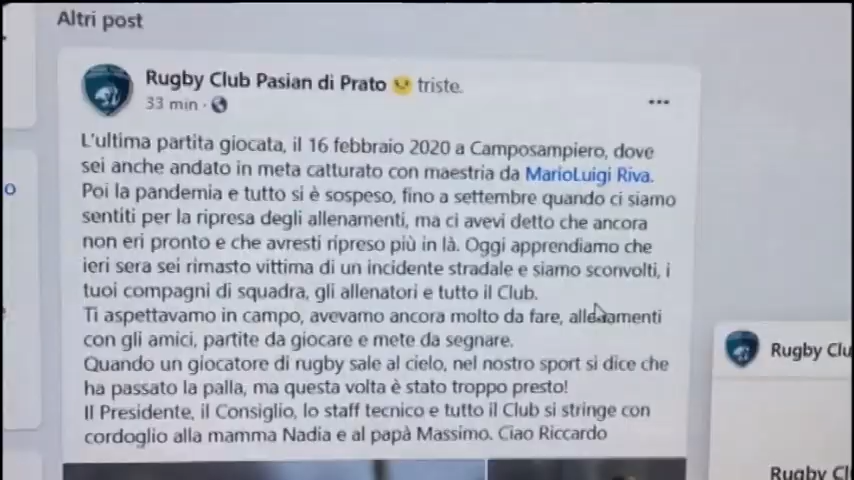 Altri post
Rugby Club Pasian di Prato triste.
33 min ·
L'ultima partita giocata, il 16 febbraio 2020 a Camposampiero, dove
sei anche andato in meta catturato con maestria da MarioLuigi Riva.
Poi la pandemia e tutto si è sospeso, fino a settembre quando ci siamo
sentiti per la ripresa degli allenamenti, ma ci avevi detto che ancora
non eri pronto e che avresti ripreso più in là. Oggi apprendiamo che
ieri sera sei rimasto vittima di un incidente stradale e siamo sconvolti, i
tuoi compagni di squadra, gli allenatori e tutto il Club.
Ti aspettavamo in campo, avevamo ancora molto da fare, allenamenti
con gli amici, partite da giocare e mete da segnare.
Quando un giocatore di rugby sale al cielo, nel nostro sport si dice che
ha passato la palla, ma questa volta è stato troppo presto!
Il Presidente, il Consiglio, lo staff tecnico e tutto il Club si stringe con
cordoglio alla mamma Nadia e al papà Massimo. Ciao Riccardo
Rugby Clu
Rugby Cl